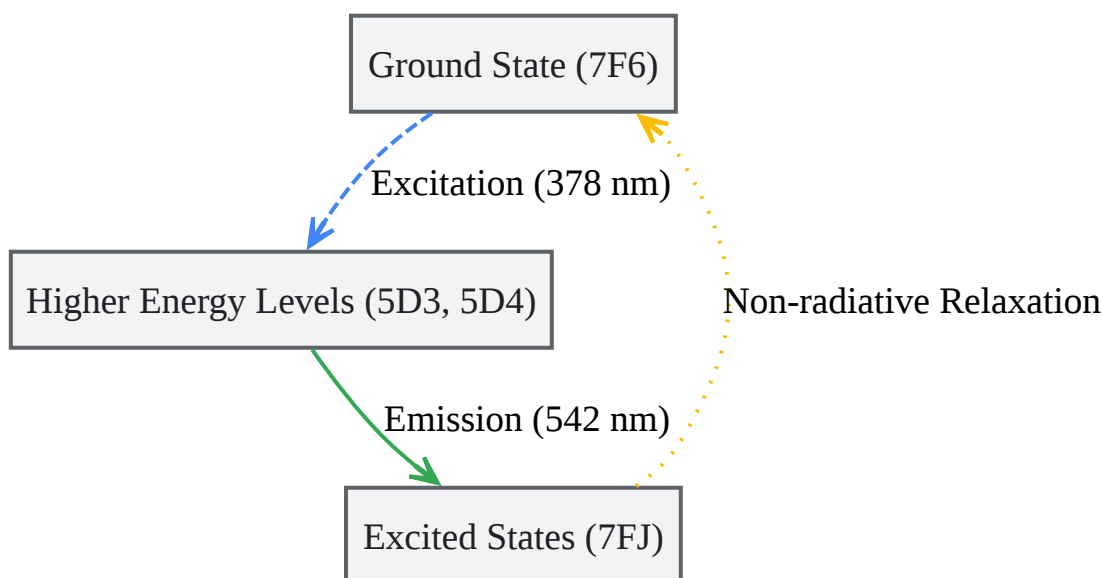 Ground State (7F6)
Excitation (378 nm)
Higher Energy Levels (5D3, 5D4)
Non-radiative Relaxation
Emission (542 nm)
Excited States (7FJ)